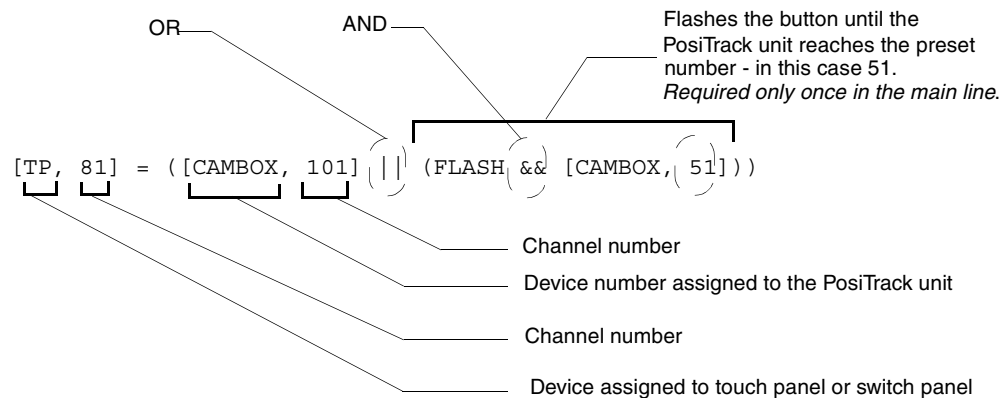 OR
AND
Flashes the button until the
PosiTrack unit reaches the preset
number - in this case 51.
Required only once in the main line.
[TP, 81] = ([CAMBOX, 101] || (FLASH && [CAMBOX, 51]))
Channel number
Device number assigned to the PosiTrack unit
Channel number
Device assigned to touch panel or switch panel